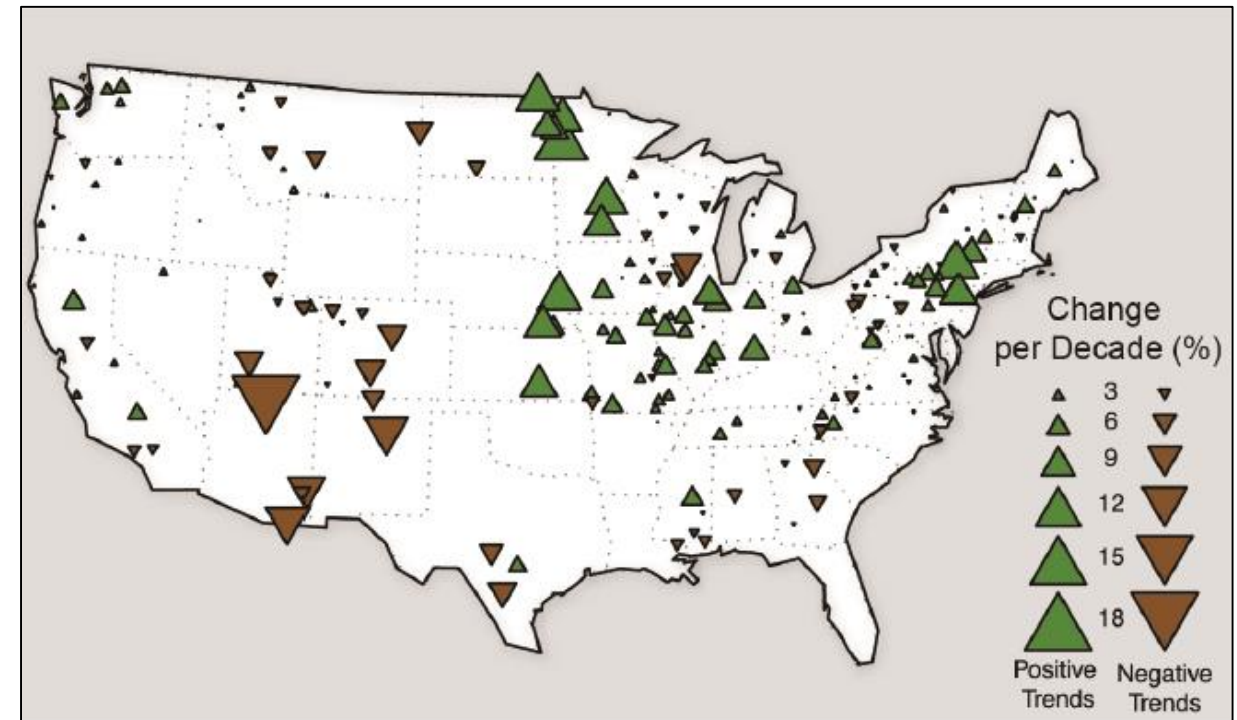 Change
per Decade (%)
3
6
9
12
15
18
Positive
Trends
Negative
Trends